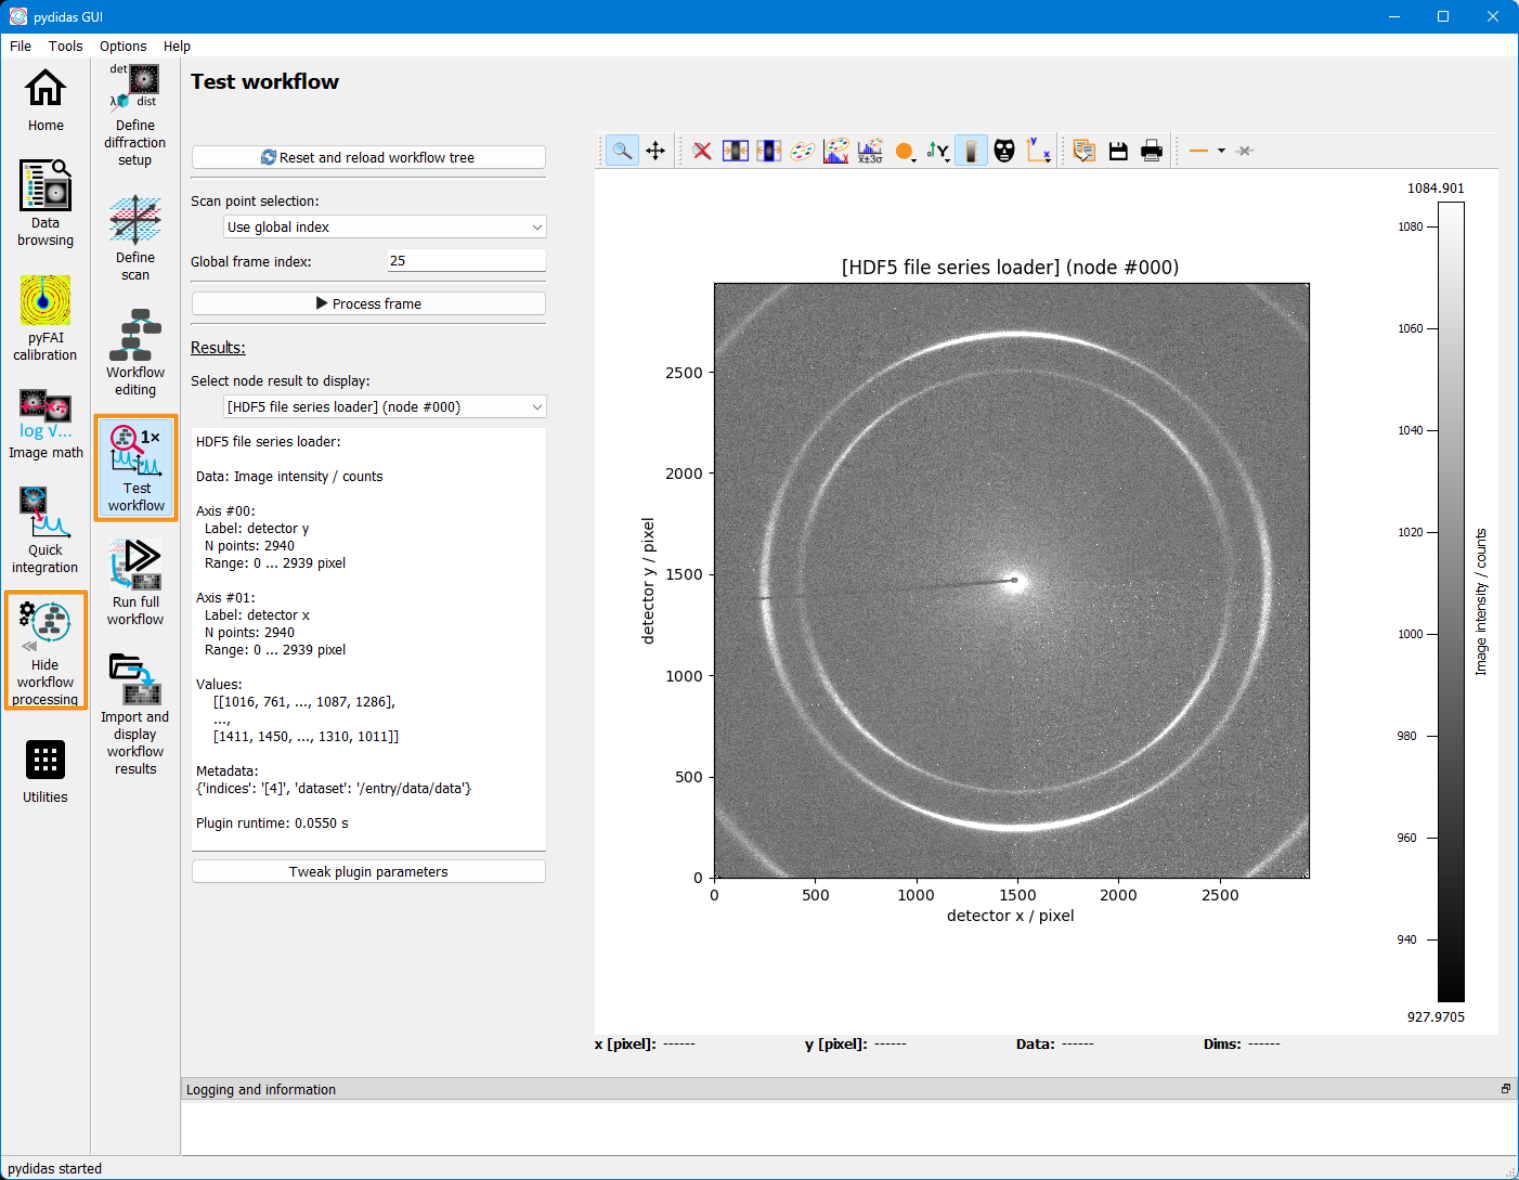 pydidas GUI
File Tools Options Help
Home
Data
browsing
pyFAI
calibration
log √...
Image math
Quick
integration
Hide
workflow
processing
Utilities
det
λ dist
Define
diffraction
setup
Define
scan
Workflow
editing
1×
Test
workflow
Run full
workflow
Import and
display
workflow
results
Test workflow
Reset and reload workflow tree
Scan point selection:
Use global index
Global frame index: 25
Process frame
Results:
Select node result to display:
[HDF5 file series loader] (node #000)
HDF5 file series loader:
Data: Image intensity / counts
Axis #00:
Label: detector y
N points: 2940
Range: 0 ... 2939 pixel
Axis #01:
Label: detector x
N points: 2940
Range: 0 ... 2939 pixel
Values:
[[1016, 761, ..., 1087, 1286],
...,
[1411, 1450, ..., 1310, 1011]]
Metadata:
{'indices': '[4]', 'dataset': '/entry/data/data'}
Plugin runtime: 0.0550 s
Tweak plugin parameters
x±3σ
Y
y
x
[HDF5 file series loader] (node #000)
detector y / pixel
2500
2000
1500
1000
500
0
0 500 1000 1500 2000 2500
detector x / pixel
1084.901
1080
1060
1040
1020
1000
980
960
940
927.9705
Image intensity / counts
x [pixel]: ------ y [pixel]: ------ Data: ------ Dims: ------
Logging and information
pydidas started